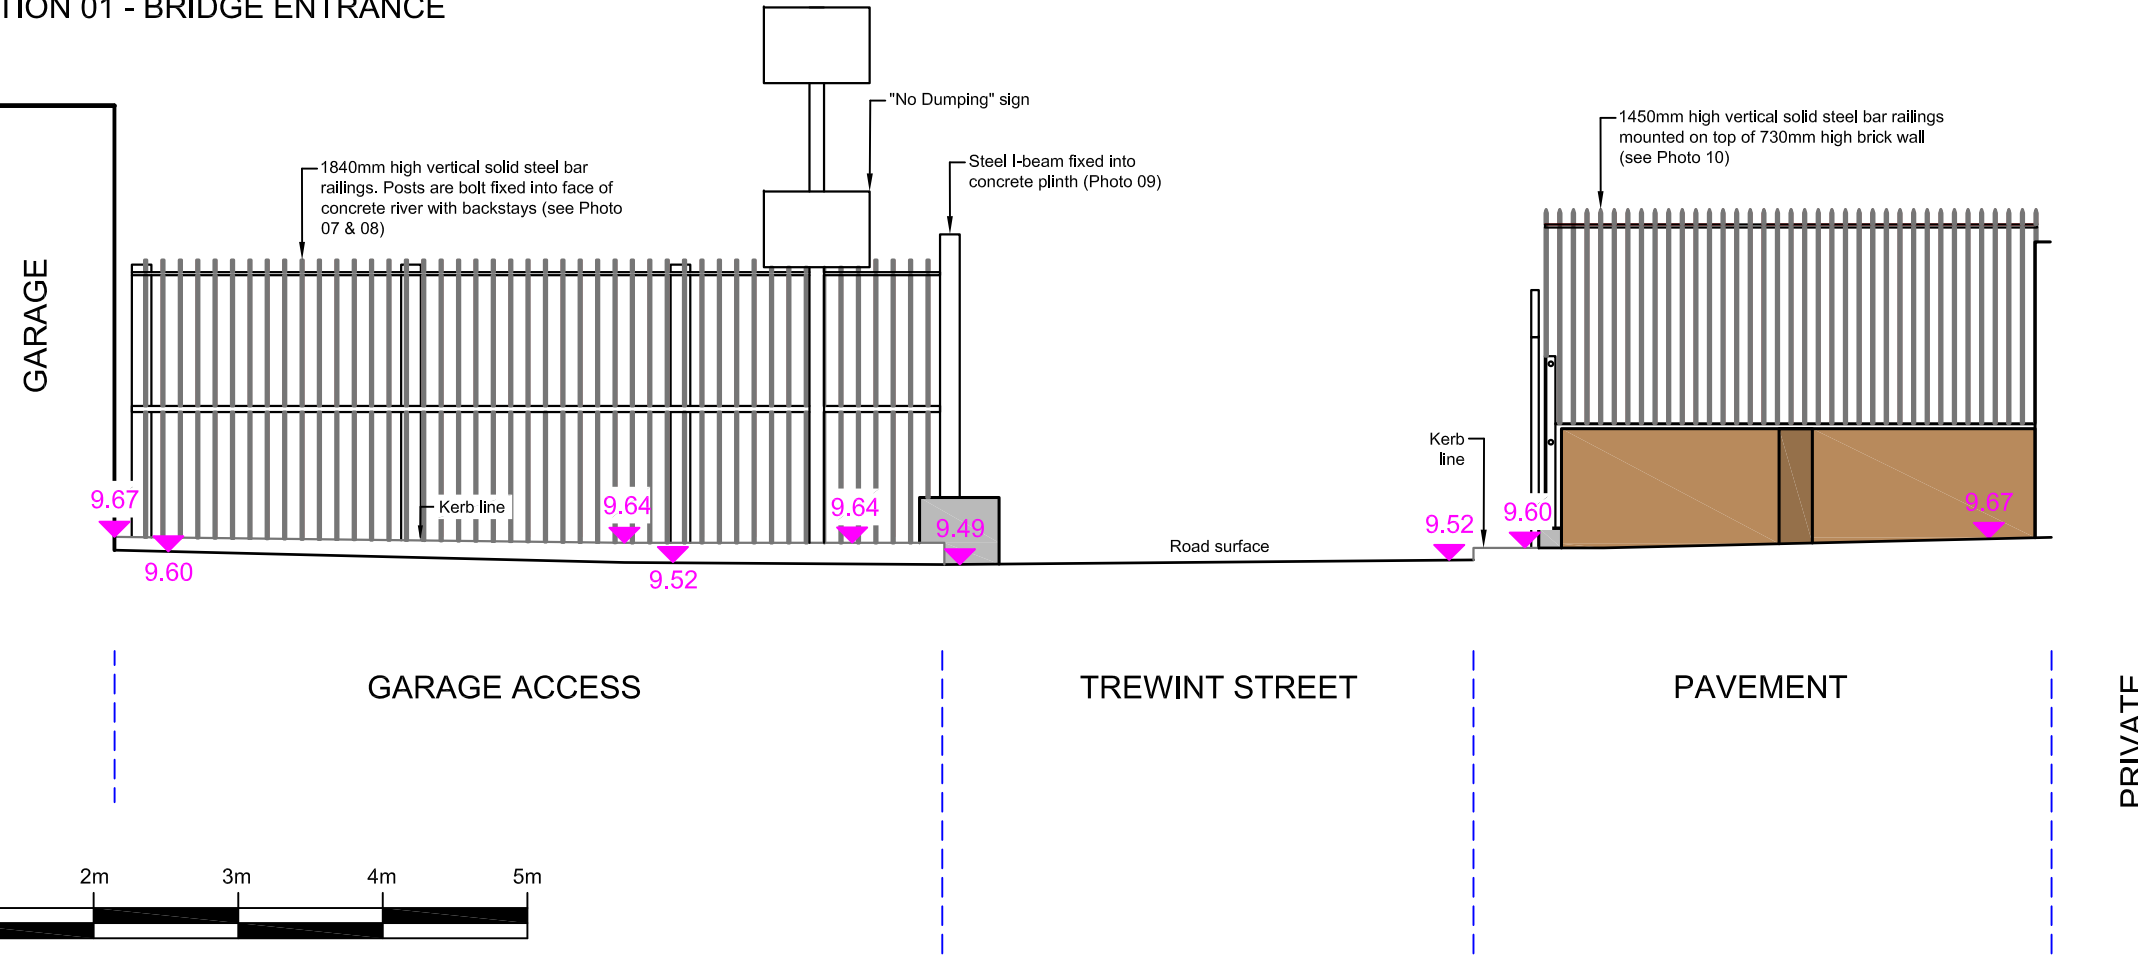 TION 01 - BRIDGE ENTRANCE
"No Dumping" sign
1450mm high vertical solid steel bar railings
mounted on top of 730mm high brick wall
(see Photo 10)
1840mm high vertical solid steel bar
railings. Posts are bolt fixed into face of
concrete river with backstays (see Photo
07 & 08)
Steel I-beam fixed into
concrete plinth (Photo 09)
GARAGE
Kerb
line
9.67
Kerb line
9.64
9.64
9.49
9.52
9.60
9.67
Road surface
9.60
9.52
GARAGE ACCESS
TREWINT STREET
PAVEMENT
PRIVATE
2m
3m
4m
5m